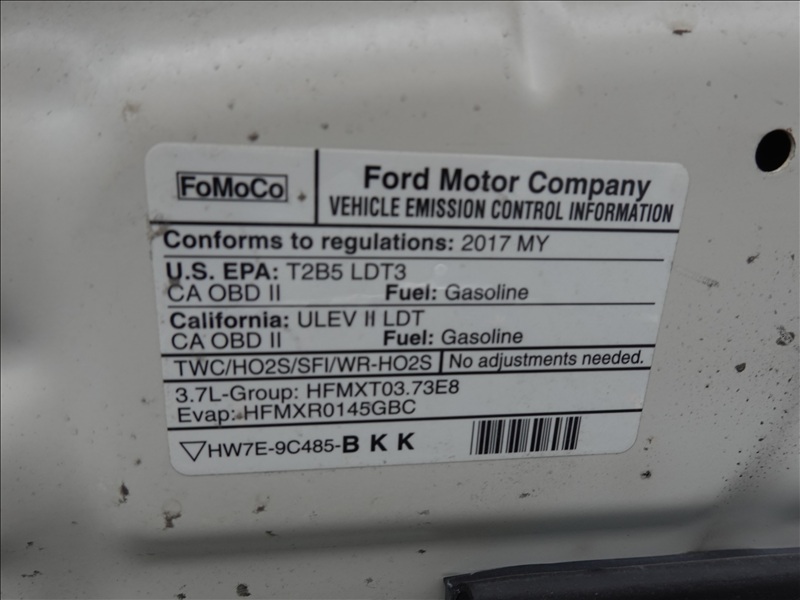 FoMoCo
Ford Motor Company
VEHICLE EMISSION CONTROL INFORMATION
Conforms to regulations: 2017 MY
U.S. EPA: T2B5 LDT3
CA OBD II Fuel: Gasoline
California: ULEV II LDT
CA OBD II Fuel: Gasoline
TWC/HO2S/SFI/WR-HO2S No adjustments needed.
3.7L-Group: HFMXT03.73E8
Evap: HFMXR0145GBC
HW7E-9C485-BKK